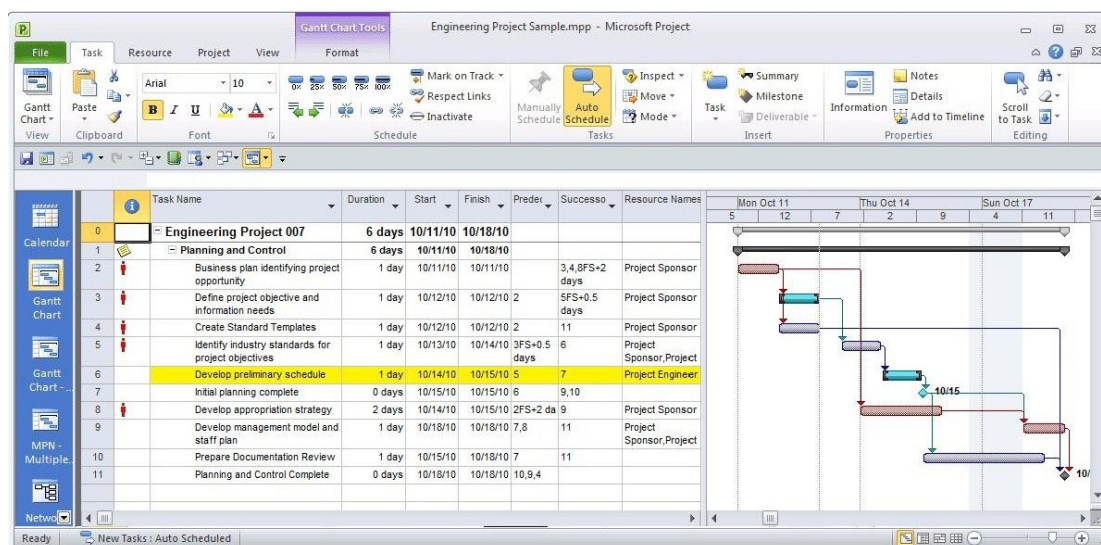 Gantt Chart Tools
Engineering Project Sample.mpp - Microsoft Project
File Task Resource Project View Format
Arial 10
0% 25% 50% 75% 100%
Mark on Track
Respect Links
Inactivate
Inspect
Move
Mode
Summary
Milestone
Deliverable
Notes
Details
Add to Timeline
Gantt
Chart
Paste
B I U
A
Manually
Schedule
Auto
Schedule
Task
Information
Scroll
to Task
View Clipboard Font Schedule Tasks Insert Properties Editing
Task Name Duration Start Finish Predec Successo Resource Names
Mon Oct 11 Thu Oct 14 Sun Oct 17
5 12 7 2 9 4 11
0 Engineering Project 007 6 days 10/11/10 10/18/10
1 Planning and Control 6 days 10/11/10 10/18/10
2 Business plan identifying project 1 day 10/11/10 10/11/10 3,4,8FS+2 Project Sponsor
opportunity days
3 Define project objective and 1 day 10/12/10 10/12/10 2 5FS+0.5 Project Sponsor
information needs days
4 Create Standard Templates 1 day 10/12/10 10/12/10 2 11 Project Sponsor
5 Identify industry standards for 1 day 10/13/10 10/14/10 3FS+0.5 6 Project
project objectives days Sponsor,Project
6 Develop preliminary schedule 1 day 10/14/10 10/15/10 5 7 Project Engineer
7 Initial planning complete 0 days 10/15/10 10/15/10 6 9,10
10/15
8 Develop appropriation strategy 2 days 10/14/10 10/15/10 2FS+2 da 9 Project Sponsor
9 Develop management model and 1 day 10/18/10 10/18/10 7,8 11 Project
staff plan Sponsor,Project
10 Prepare Documentation Review 1 day 10/15/10 10/18/10 7 11
11 Planning and Control Complete 0 days 10/18/10 10/18/10 10,9,4
10/
Calendar
Gantt
Chart
Gantt
Chart -...
MPN -
Multiple...
Netwo
Ready New Tasks : Auto Scheduled